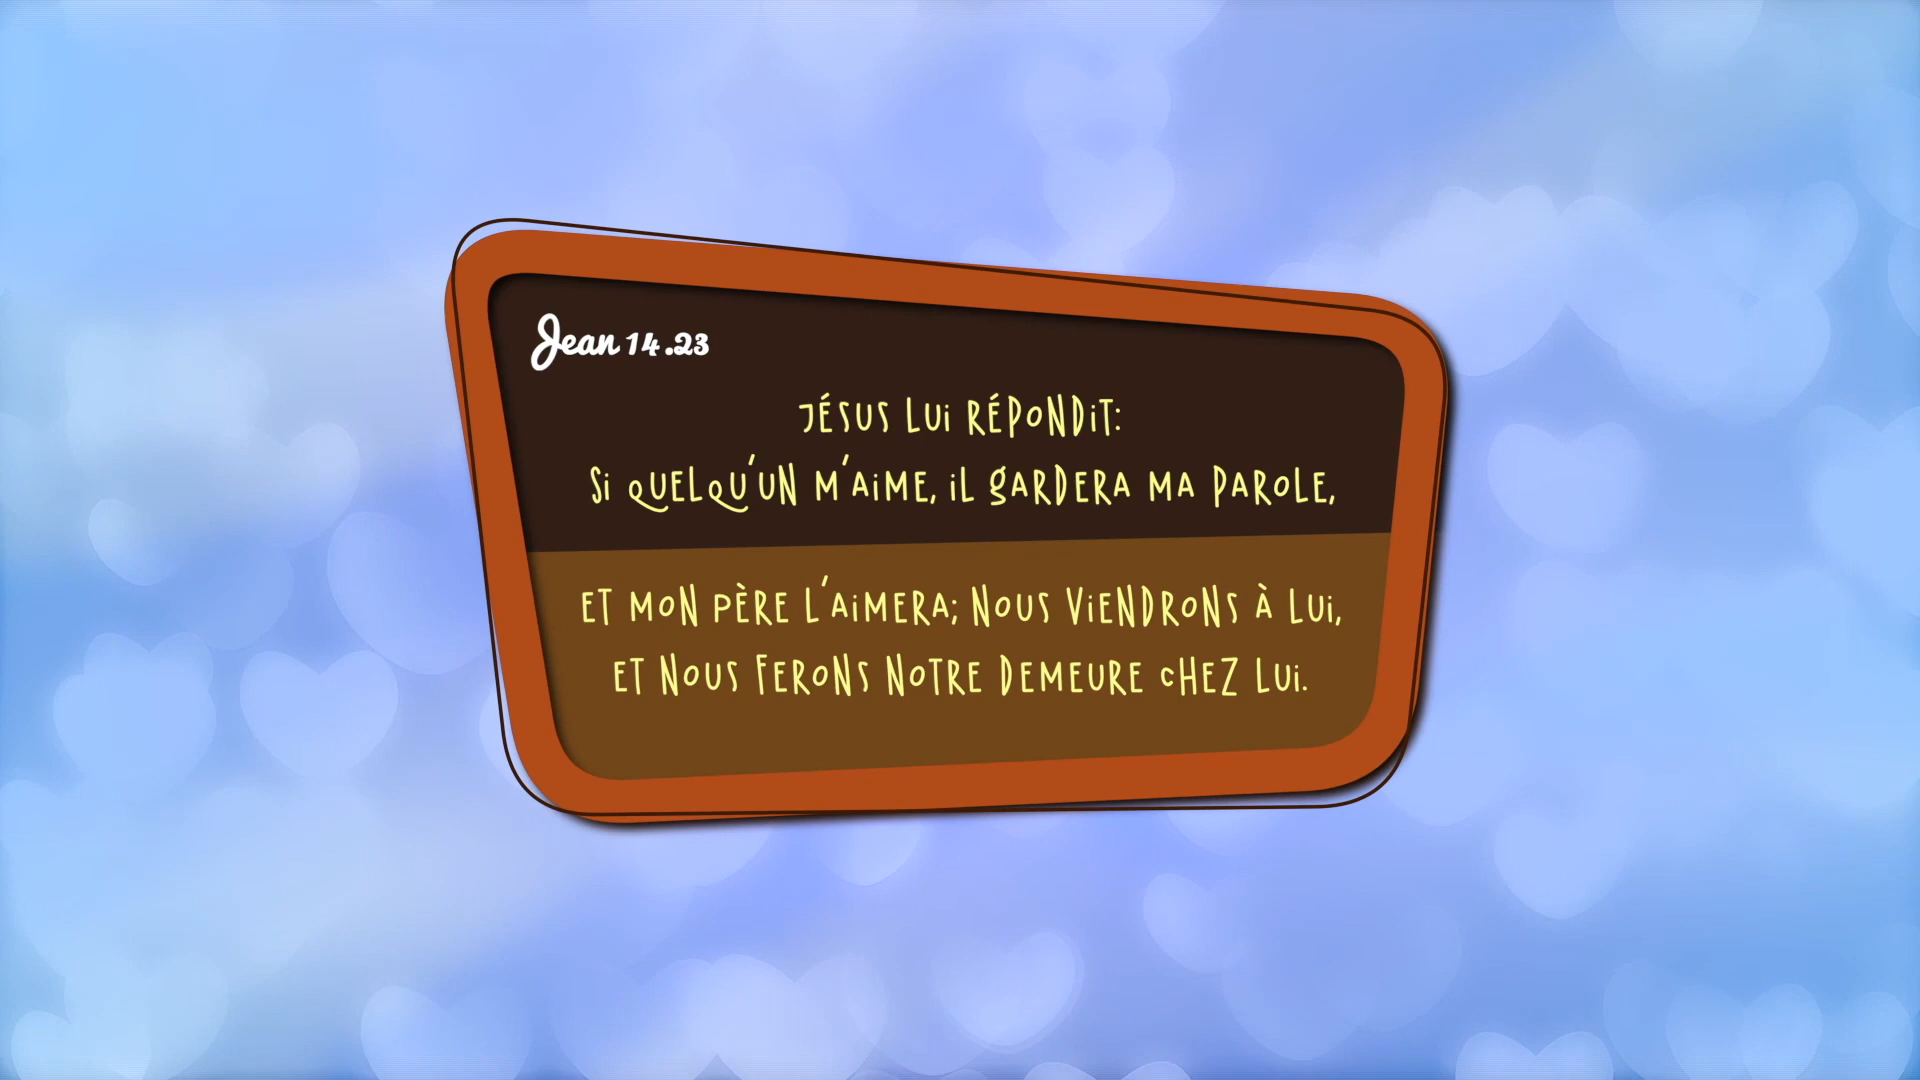 Jean 14.23
Jésus lui répondit:
Si quelqu'un m'aime, il gardera ma parole,
et mon Père l'aimera; nous viendrons à lui,
et nous ferons notre demeure chez lui.